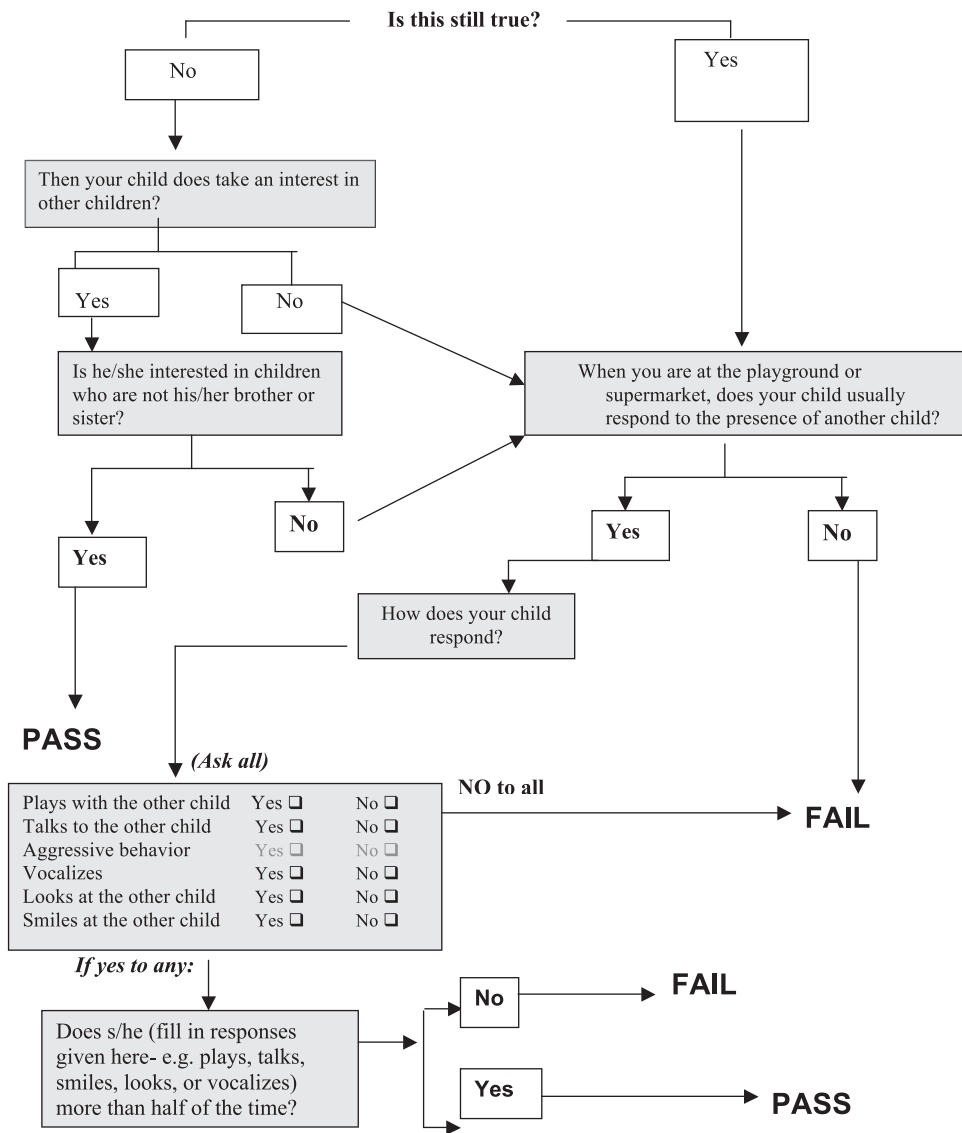 Is this still true?
No
Yes
Then your child does take an interest in
other children?
Yes
No
Is he/she interested in children
who are not his/her brother or
sister?
When you are at the playground or
supermarket, does your child usually
respond to the presence of another child?
Yes
No
Yes
No
How does your child
respond?
PASS
(Ask all)
NO to all
FAIL
Plays with the other child Yes ❑ No ❑
Talks to the other child Yes ❑ No ❑
Aggressive behavior Yes ❑ No ❑
Vocalizes Yes ❑ No ❑
Looks at the other child Yes ❑ No ❑
Smiles at the other child Yes ❑ No ❑
If yes to any:
Does s/he (fill in responses
given here- e.g. plays, talks,
smiles, looks, or vocalizes)
more than half of the time?
No
FAIL
Yes
PASS